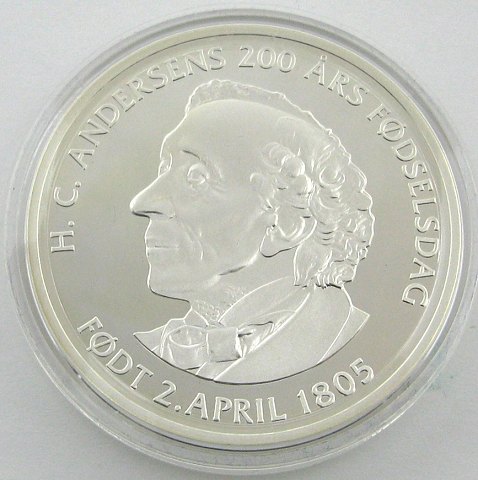 H. C. ANDERSENS 200 ÅRS FØDSELSDAG
FØDT 2. APRIL 1805